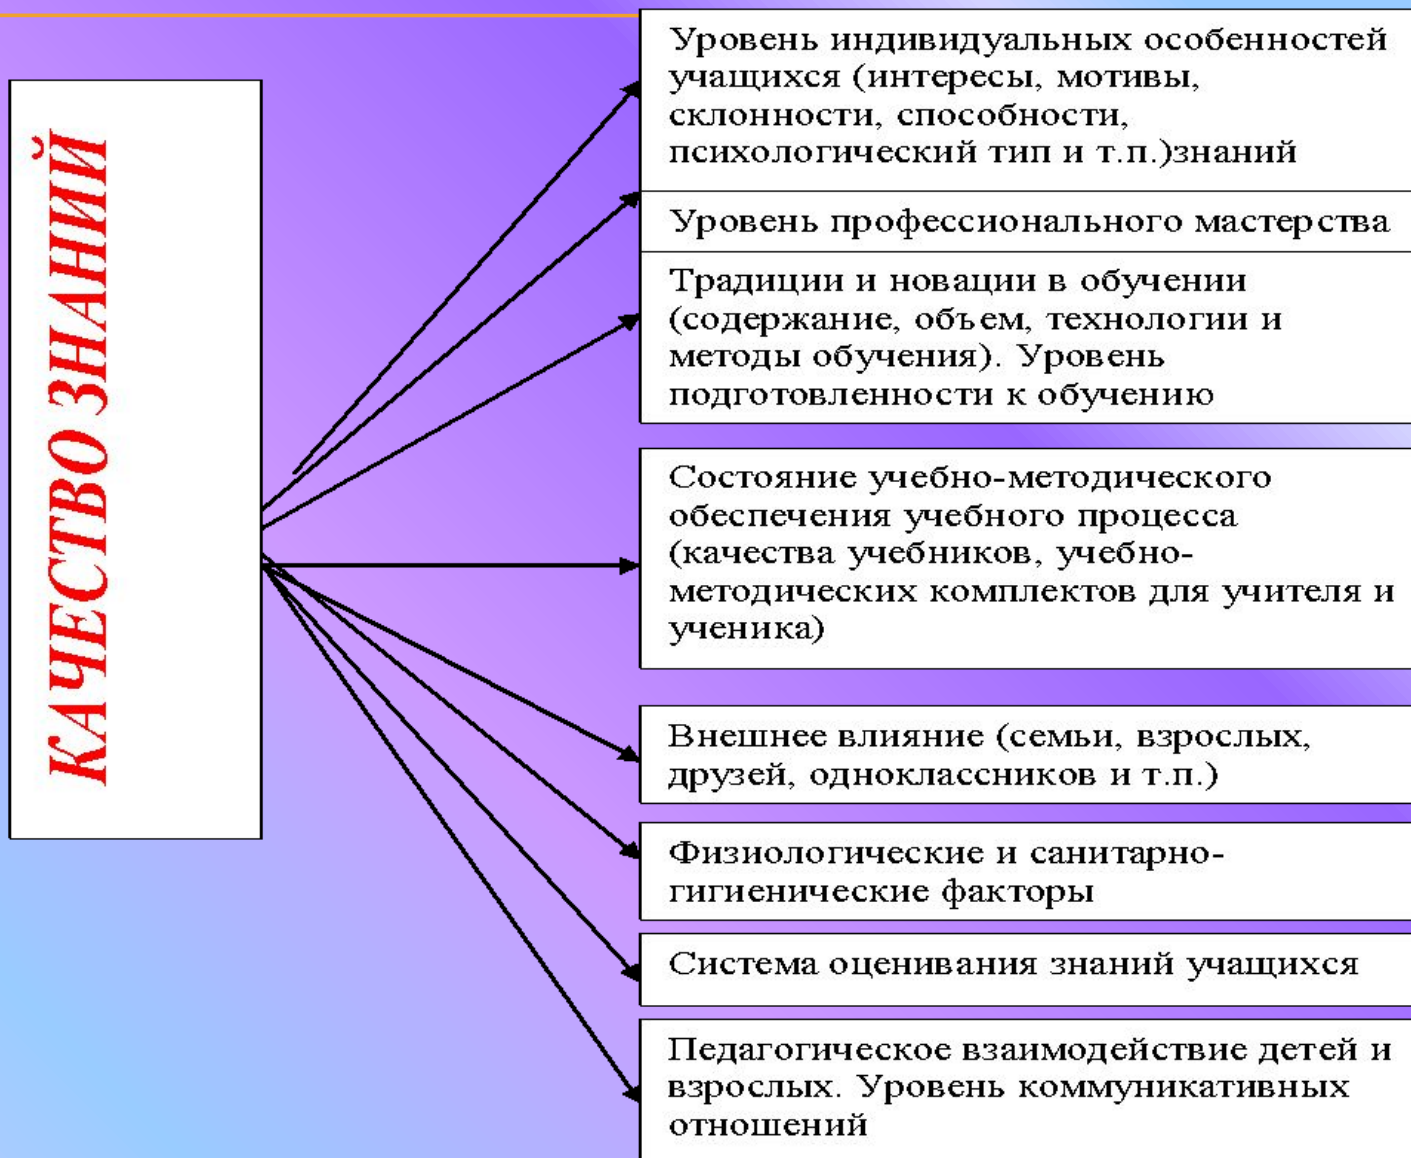 КАЧЕСТВО ЗНАНИЙ
Уровень индивидуальных особенностей
учащихся (интересы, мотивы,
склонности, способности,
психологический тип и т.п.)знаний
Уровень профессионального мастерства
Традиции и новации в обучении
(содержание, объем, технологии и
методы обучения). Уровень
подготовленности к обучению
Состояние учебно-методического
обеспечения учебного процесса
(качества учебников, учебно-
методических комплектов для учителя и
ученика)
Внешнее влияние (семьи, взрослых,
друзей, одноклассников и т.п.)
Физиологические и санитарно-
гигиенические факторы
Система оценивания знаний учащихся
Педагогическое взаимодействие детей и
взрослых. Уровень коммуникативных
отношений